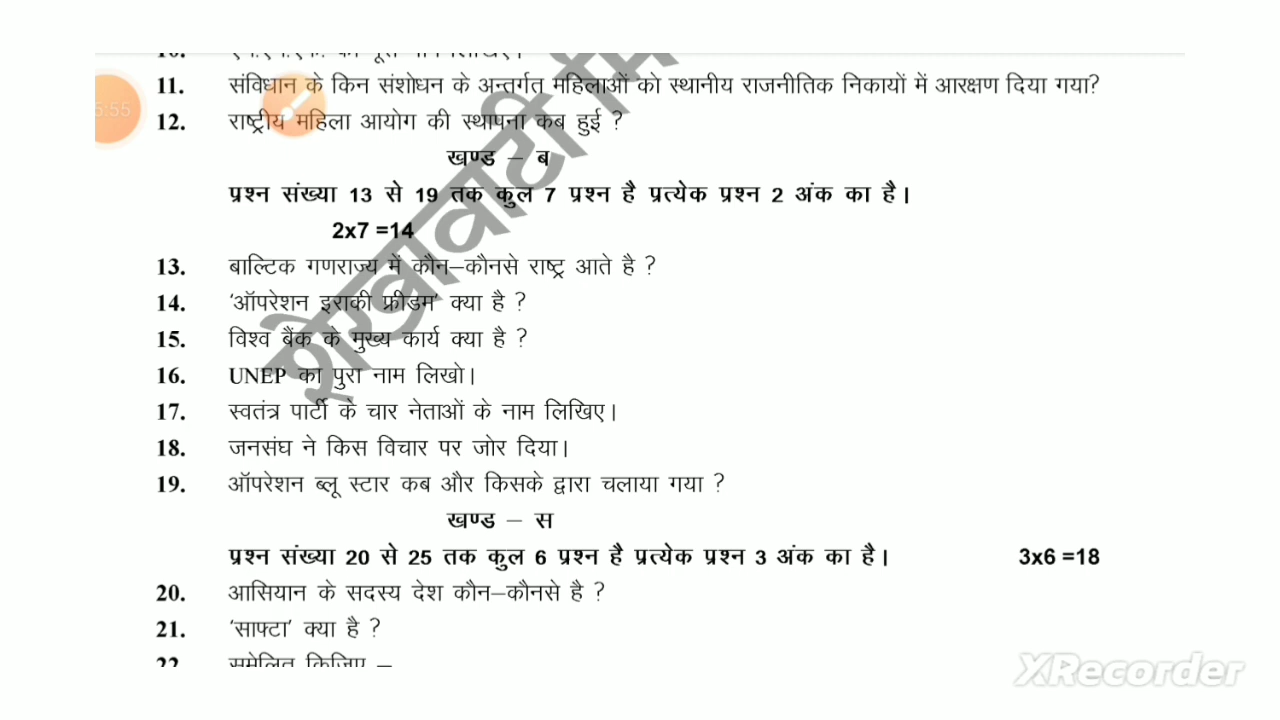 5:55
11. संविधान के किन संशोधन के अन्तर्गत महिलाओं को स्थानीय राजनीतिक निकायों में आरक्षण दिया गया?
12. राष्ट्रीय महिला आयोग की स्थापना कब हुई ?
खण्ड – ब
प्रश्न संख्या 13 से 19 तक कुल 7 प्रश्न है प्रत्येक प्रश्न 2 अंक का है।
2x7 =14
13. बाल्टिक गणराज्य में कौन–कौनसे राष्ट्र आते है ?
14. 'ऑपरेशन इराकी फ्रीडम' क्या है ?
15. विश्व बैंक के मुख्य कार्य क्या है ?
16. UNEP का पुरा नाम लिखो।
17. स्वतंत्र पार्टी के चार नेताओं के नाम लिखिए।
18. जनसंघ ने किस विचार पर जोर दिया।
19. ऑपरेशन ब्लू स्टार कब और किसके द्वारा चलाया गया ?
खण्ड – स
प्रश्न संख्या 20 से 25 तक कुल 6 प्रश्न है प्रत्येक प्रश्न 3 अंक का है। 3x6 =18
20. आसियान के सदस्य देश कौन–कौनसे है ?
21. 'साफ्टा' क्या है ?
22. सुमेलित किजिए –
शेखावाटी
XRecorder